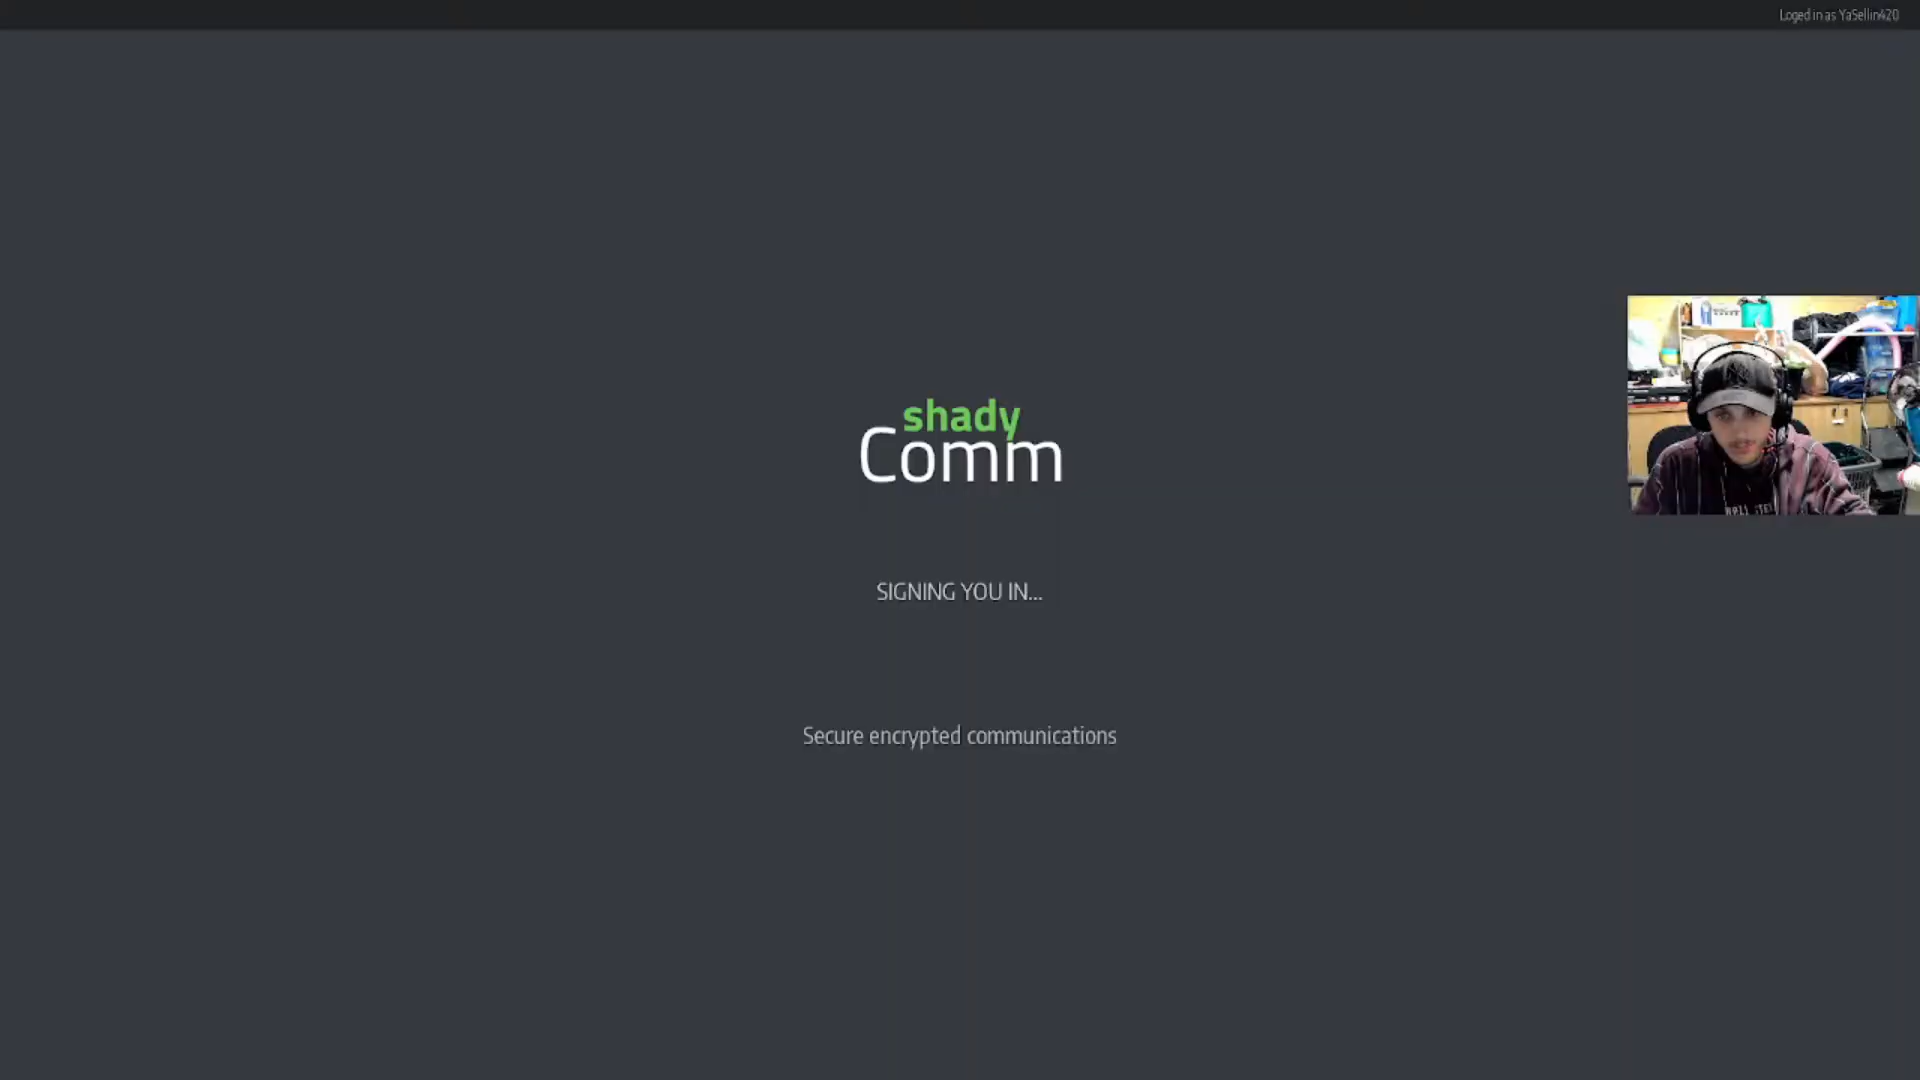 Loged in as YaSellin420
shady
Comm
SIGNING YOU IN...
Secure encrypted communications